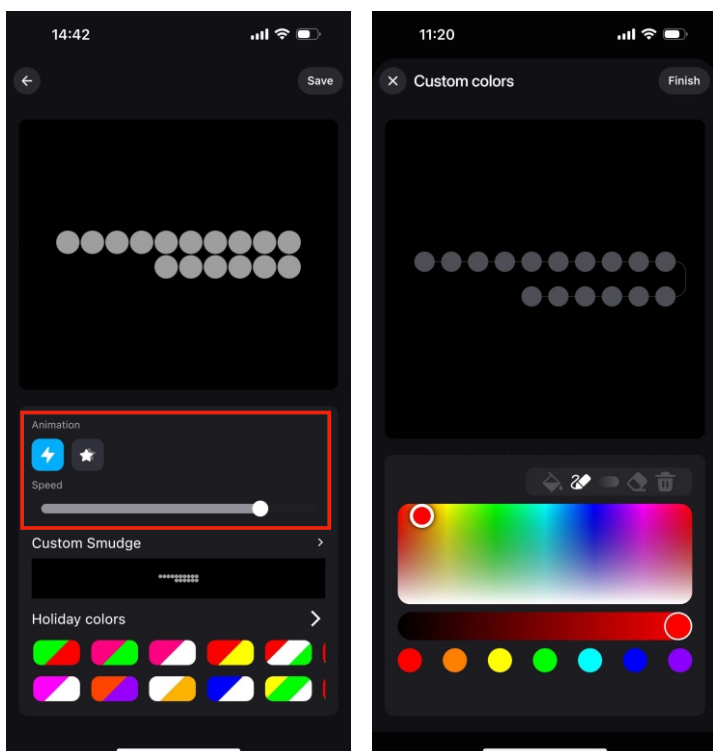 14:42
Save
Animation
Speed
Custom Smudge
Holiday colors
11:20
Custom colors
Finish